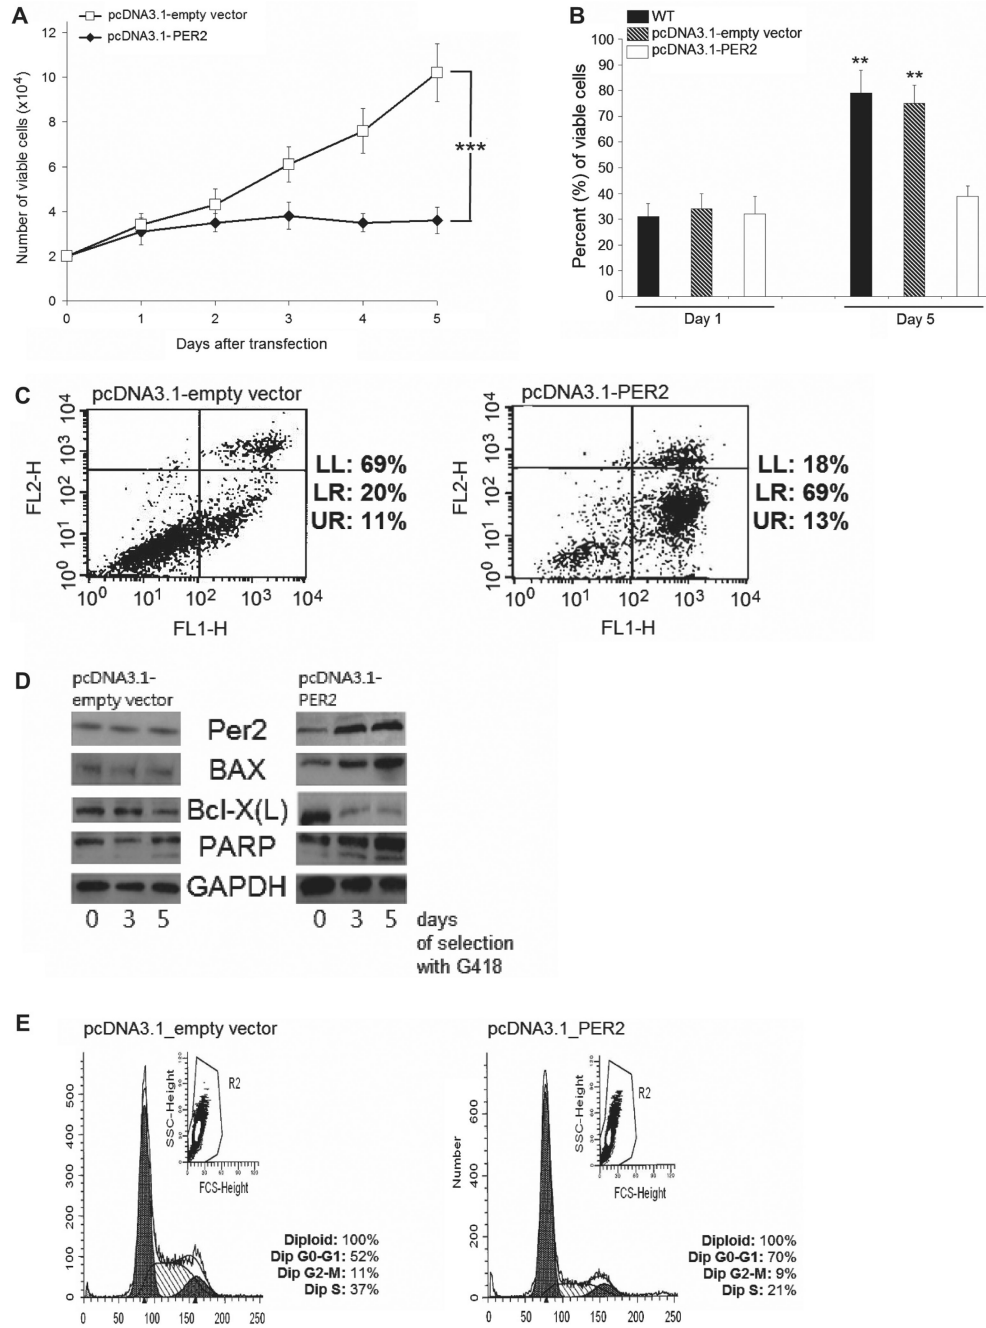 A
pcDNA3.1-empty vector
pcDNA3.1-PER2
Number of viable cells (x10⁴)
12
10
8
6
4
2
0
***
0 1 2 3 4 5
Days after transfection
B
WT
pcDNA3.1-empty vector
pcDNA3.1-PER2
Percent (%) of viable cells
100
90
80
70
60
50
40
30
20
10
0
** **
Day 1 Day 5
C
pcDNA3.1-empty vector
FL2-H
10⁴
10³
10²
10¹
10⁰
10⁰ 10¹ 10² 10³ 10⁴
FL1-H
LL: 69%
LR: 20%
UR: 11%
pcDNA3.1-PER2
FL2-H
10⁴
10³
10²
10¹
10⁰
10⁰ 10¹ 10² 10³ 10⁴
FL1-H
LL: 18%
LR: 69%
UR: 13%
D
pcDNA3.1-
empty vector
pcDNA3.1-
PER2
Per2
BAX
Bcl-X(L)
PARP
GAPDH
0 3 5
0 3 5 days
of selection
with G418
E
pcDNA3.1_empty vector
500
400
300
200
100
0
0 50 100 150 200 250
SSC-Height
R2
0 30 60 120
FCS-Height
Diploid: 100%
Dip G0-G1: 52%
Dip G2-M: 11%
Dip S: 37%
pcDNA3.1_PER2
Number
600
400
200
0
0 50 100 150 200 250
SSC-Height
R2
0 30 60 120
FCS-Height
Diploid: 100%
Dip G0-G1: 70%
Dip G2-M: 9%
Dip S: 21%